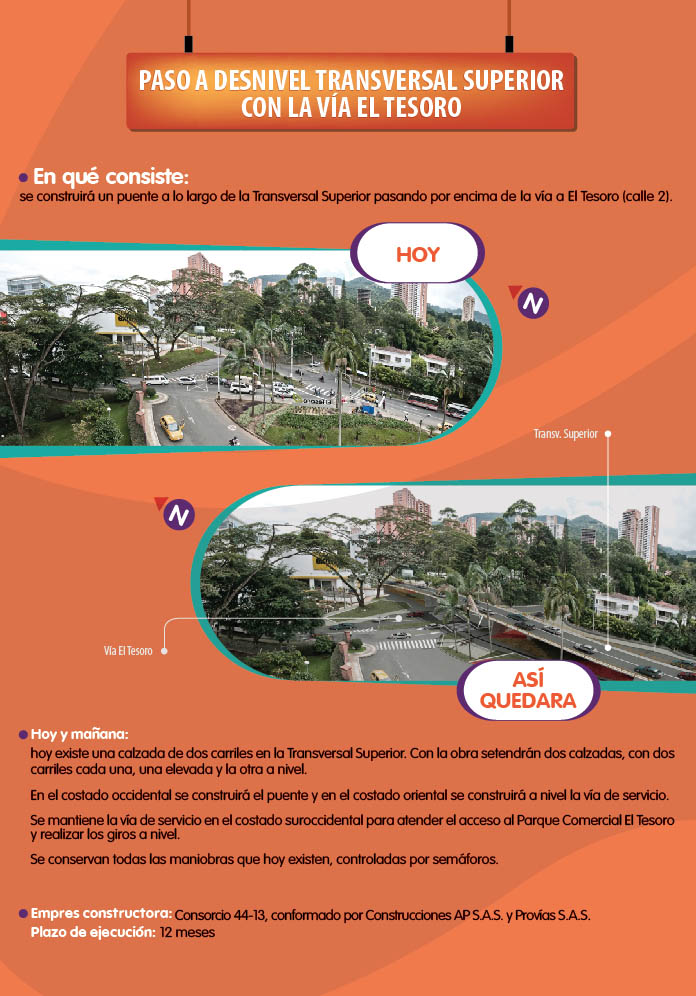 PASO A DESNIVEL TRANSVERSAL SUPERIOR
CON LA VÍA EL TESORO
En qué consiste:
se construirá un puente a lo largo de la Transversal Superior pasando por encima de la vía a El Tesoro (calle 2).
HOY
N
Transv. Superior
N
Vía El Tesoro
ASÍ
QUEDARA
Hoy y mañana:
hoy existe una calzada de dos carriles en la Transversal Superior. Con la obra setendrán dos calzadas, con dos
carriles cada una, una elevada y la otra a nivel.
En el costado occidental se construirá el puente y en el costado oriental se construirá a nivel la vía de servicio.
Se mantiene la vía de servicio en el costado suroccidental para atender el acceso al Parque Comercial El Tesoro
y realizar los giros a nivel.
Se conservan todas las maniobras que hoy existen, controladas por semáforos.
Empres constructora: Consorcio 44-13, conformado por Construcciones AP S.A.S. y Provías S.A.S.
Plazo de ejecución: 12 meses